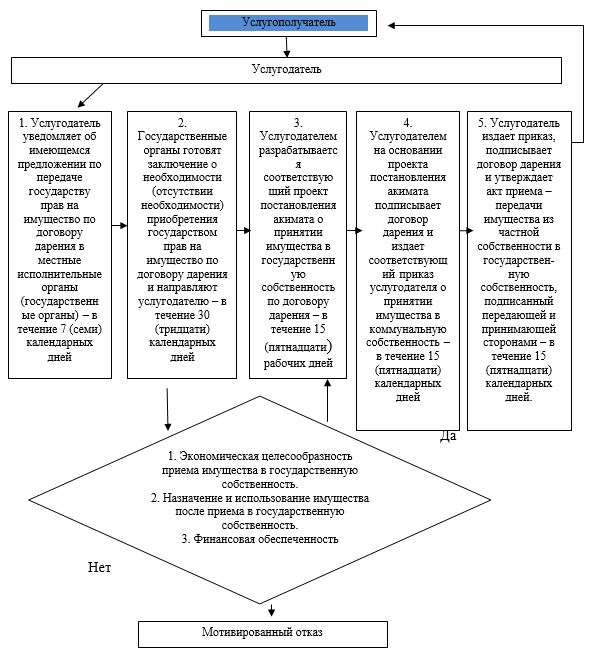 Услугополучатель
Услугодатель
1. Услугодатель
уведомляет об
имеющемся
предложении по
передаче
государству
прав на
имущество по
договору
дарения в
местные
исполнительные
органы
(государственн
ые органы) – в
течение 7 (семи)
календарных
дней
2.
Государственные
органы готовят
заключение о
необходимости
(отсутствии
необходимости)
приобретения
государством
прав на
имущество по
договору дарения
и направляют
услугодателю – в
течение 30
(тридцати)
календарных
дней
3.
Услугодателем
разрабатываетс
я
соответствую
щий проект
постановления
акимата о
принятии
имущества в
государственн
ую
собственность
по договору
дарения – в
течение 15
(пятнадцати)
рабочих дней
4.
Услугодателем
на основании
проекта
постановления
акимата
подписывает
договор
дарения и
издает
соответствующ
ий приказ
услугодателя о
принятии
имущества в
коммунальную
собственность –
в течение 15
(пятнадцати)
календарных
дней
5. Услугодатель
издает приказ,
подписывает
договор дарения
и утверждает
акт приема –
передачи
имущества из
частной
собственности в
государствен-
ную
собственность,
подписанный
передающей и
принимающей
сторонами – в
течение 15
(пятнадцати)
календарных
дней.
Да
1. Экономическая целесообразность
приема имущества в государственную
собственность.
2. Назначение и использование имущества
после приема в государственную
собственность.
3. Финансовая обеспеченность
Нет
Мотивированный отказ